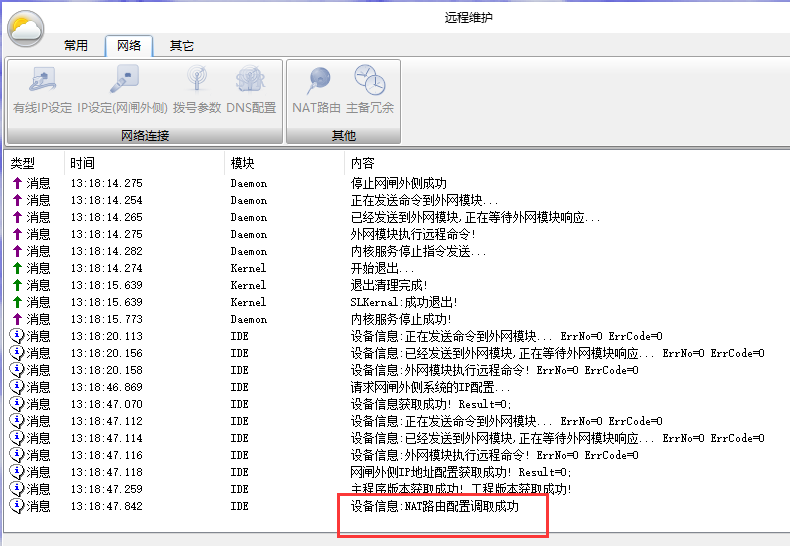 远程维护
常用 网络 其它
有线IP设定 IP设定(网闸外侧) 拨号参数 DNS配置 NAT路由 主备冗余
网络连接 其他
类型 时间 模块 内容
消息 13:18:14.275 Daemon 停止网闸外侧成功
消息 13:18:14.254 Daemon 正在发送命令到外网模块...
消息 13:18:14.265 Daemon 已经发送到外网模块,正在等待外网模块响应...
消息 13:18:14.275 Daemon 外网模块执行远程命令!
消息 13:18:14.282 Daemon 内核服务停止指令发送...
消息 13:18:14.274 Kernel 开始退出...
消息 13:18:15.639 Kernel 退出清理完成!
消息 13:18:15.639 Kernel SLKernal:成功退出!
消息 13:18:15.773 Daemon 内核服务停止成功!
消息 13:18:20.113 IDE 设备信息:正在发送命令到外网模块... ErrNo=0 ErrCode=0
消息 13:18:20.156 IDE 设备信息:已经发送到外网模块,正在等待外网模块响应... ErrNo=0 ErrCode=0
消息 13:18:20.158 IDE 设备信息:外网模块执行远程命令! ErrNo=0 ErrCode=0
消息 13:18:46.869 IDE 请求网闸外侧系统的IP配置...
消息 13:18:47.070 IDE 设备信息获取成功! Result=0;
消息 13:18:47.112 IDE 设备信息:正在发送命令到外网模块... ErrNo=0 ErrCode=0
消息 13:18:47.114 IDE 设备信息:已经发送到外网模块,正在等待外网模块响应... ErrNo=0 ErrCode=0
消息 13:18:47.116 IDE 设备信息:外网模块执行远程命令! ErrNo=0 ErrCode=0
消息 13:18:47.118 IDE 网闸外侧IP地址配置获取成功! Result=0;
消息 13:18:47.259 IDE 主程序版本获取成功! 工程版本获取成功!
消息 13:18:47.842 IDE 设备信息:NAT路由配置调取成功